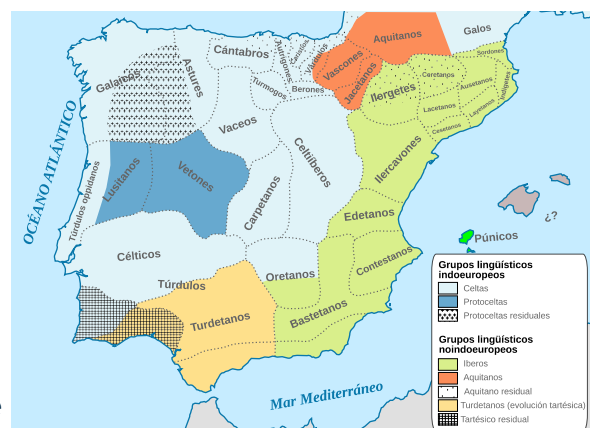 Aquitanos
Galos
Cántabros
Autrigones
Caristios
Várdulos
Vascones
Sordones
Galaicos
Astures
Turmogos
Berones
Jacetanos
Ilergetes
Ceretanos
Ausetanos
Indigetes
Lacetanos
Layetanos
Cesetanos
OCÉANO ATLÁNTICO
Vaceos
Celtíberos
Ilercavones
Lusitanos
Vetones
Túrdulos oppidanos
Carpetanos
Edetanos
¿?
Púnicos
Célticos
Oretanos
Contestanos
Túrdulos
Turdetanos
Bastetanos
Mar Mediterráneo
Grupos lingüísticos
indoeuropeos
Celtas
Protoceltas
Protoceltas residuales
Grupos lingüísticos
noindoeuropeos
Iberos
Aquitanos
Aquitano residual
Turdetanos (evolución tartésica)
Tartésico residual